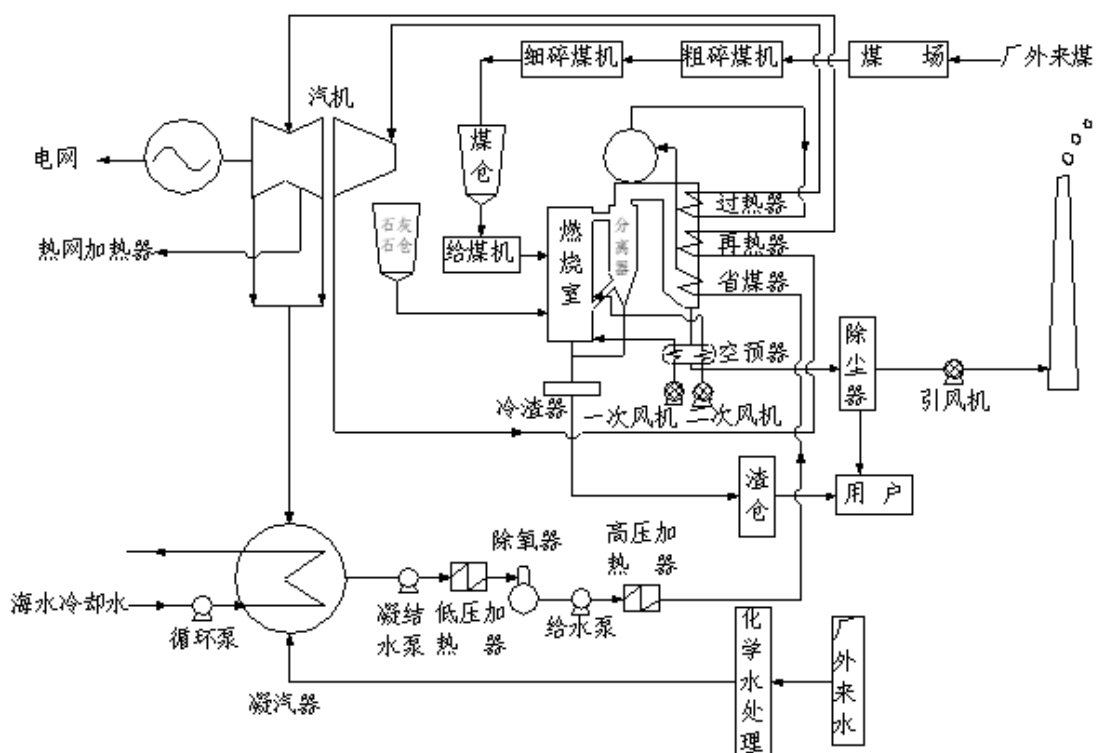 细碎煤机
粗碎煤机
煤 场
厂外来煤
汽机
电网
煤
仓
石灰
石仓
热网加热器
给煤机
燃
烧
室
分
离
器
过热器
再热器
省煤器
空预器
除
尘
器
引风机
冷渣器
一次风机
二次风机
渣
仓
用 户
除氧器
高压加
热 器
海水冷却水
循环泵
凝结
水泵
低压加
热 器
给水泵
凝汽器
化
学
水
处
理
厂
外
来
水